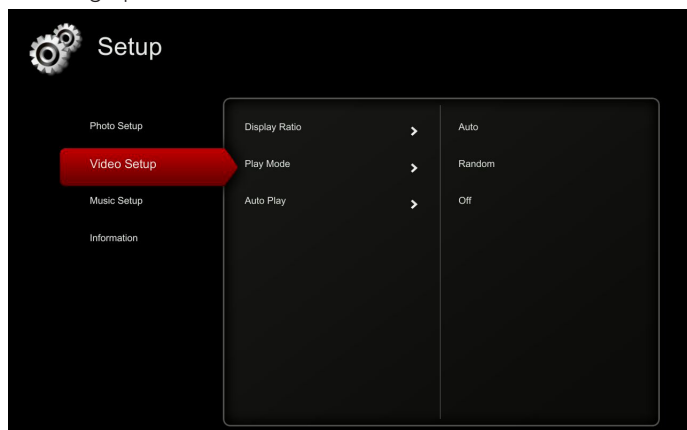 Setup
Photo Setup
Video Setup
Music Setup
Information
Display Ratio
Play Mode
Auto Play
Auto
Random
Off